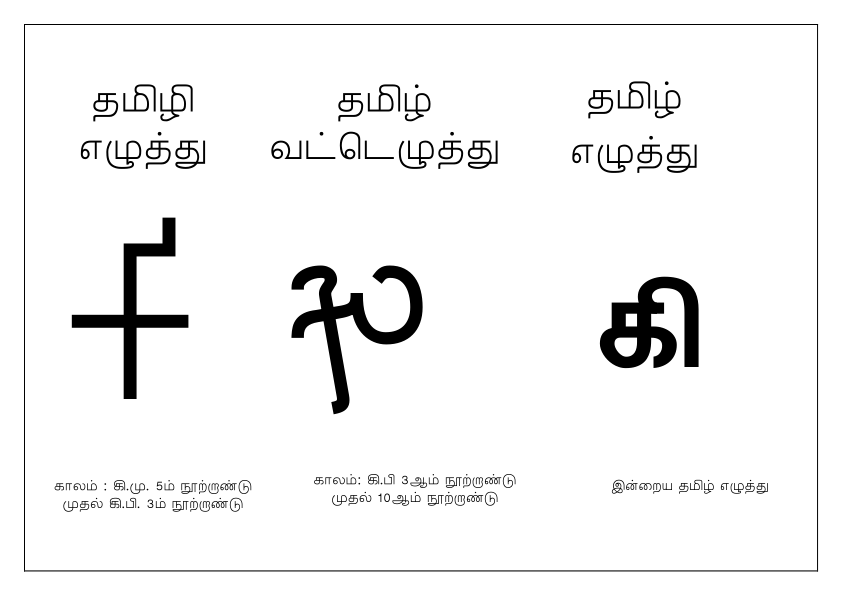 தமிழி
எழுத்து
தமிழ்
வட்டெழுத்து
தமிழ்
எழுத்து
கி
காலம் : கி.மு. 5ம் நூற்றாண்டு
முதல் கி.பி. 3ம் நூற்றாண்டு
காலம்: கி.பி 3ஆம் நூற்றாண்டு
முதல் 10ஆம் நூற்றாண்டு
இன்றைய தமிழ் எழுத்து